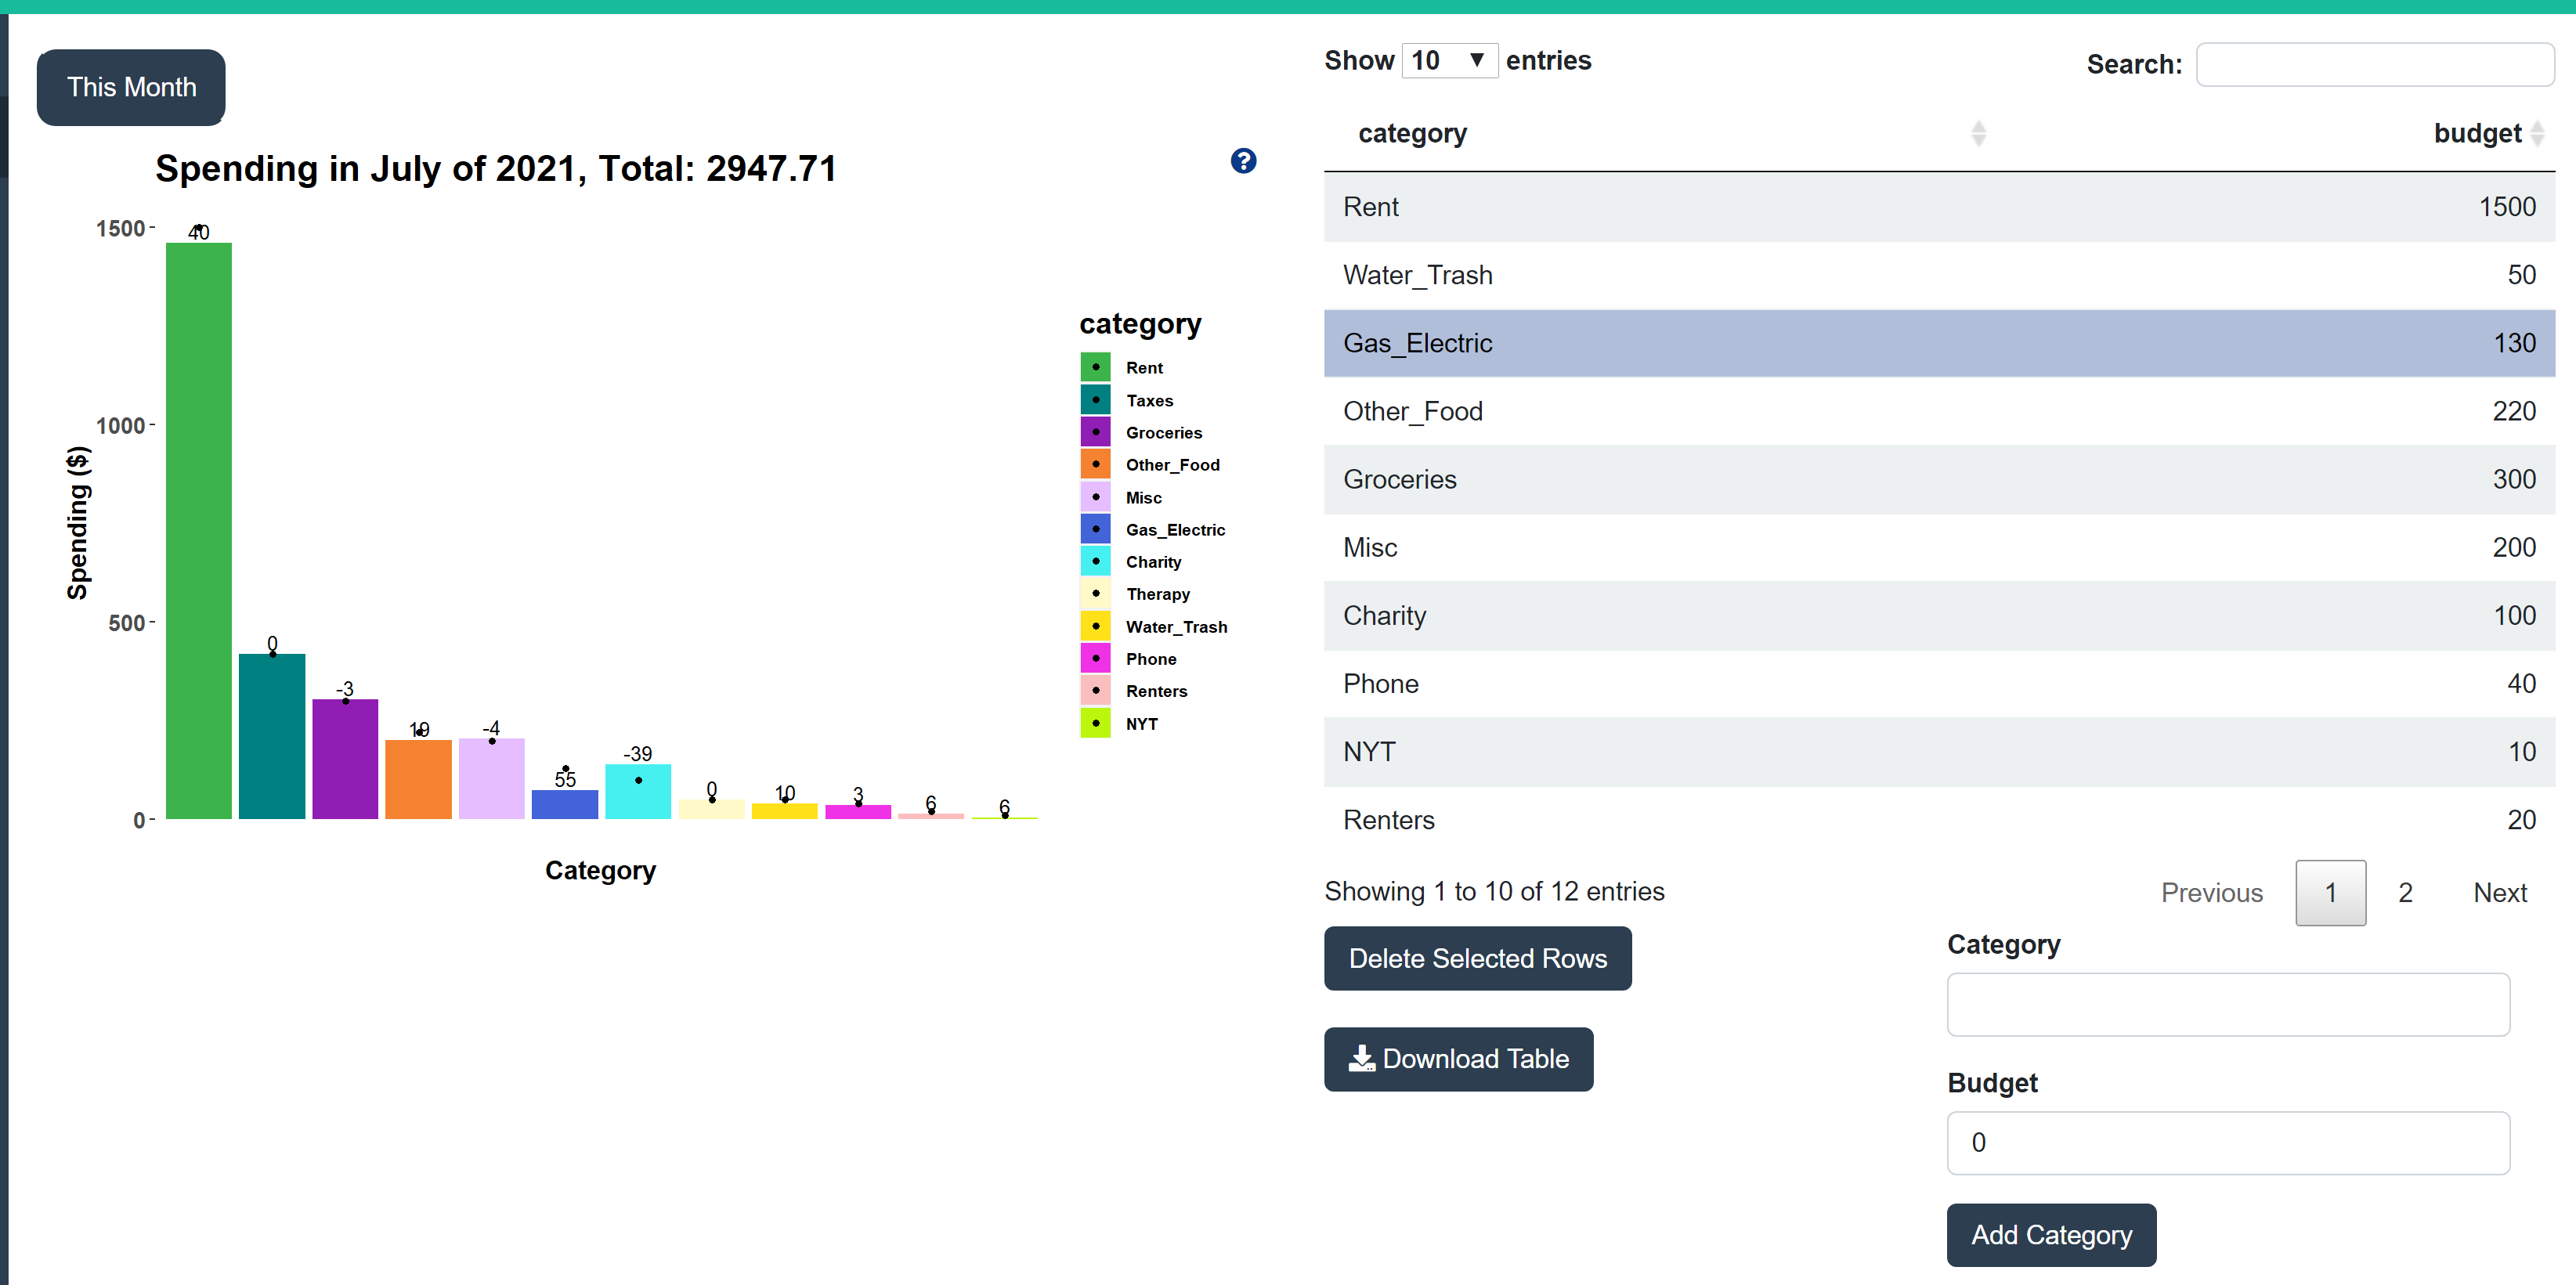 This Month
Spending in July of 2021, Total: 2947.71
Spending ($)
1500
1000
500
0
40
0
-3
19
-4
55
-39
0
10
3
6
6
Category
category
Rent
Taxes
Groceries
Other_Food
Misc
Gas_Electric
Charity
Therapy
Water_Trash
Phone
Renters
NYT
Show 10 entries
Search:
category budget
Rent 1500
Water_Trash 50
Gas_Electric 130
Other_Food 220
Groceries 300
Misc 200
Charity 100
Phone 40
NYT 10
Renters 20
Showing 1 to 10 of 12 entries
Previous 1 2 Next
Delete Selected Rows
Download Table
Category
Budget
0
Add Category